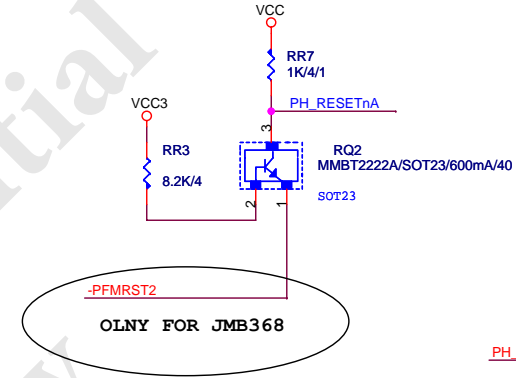 VCC
RR7
1K/4/1
PH_RESETnA
VCC3
RR3
8.2K/4
3
RQ2
MMBT2222A/SOT23/600mA/40
SOT23
2
1
-PFMRST2
OLNY FOR JMB368
PH_